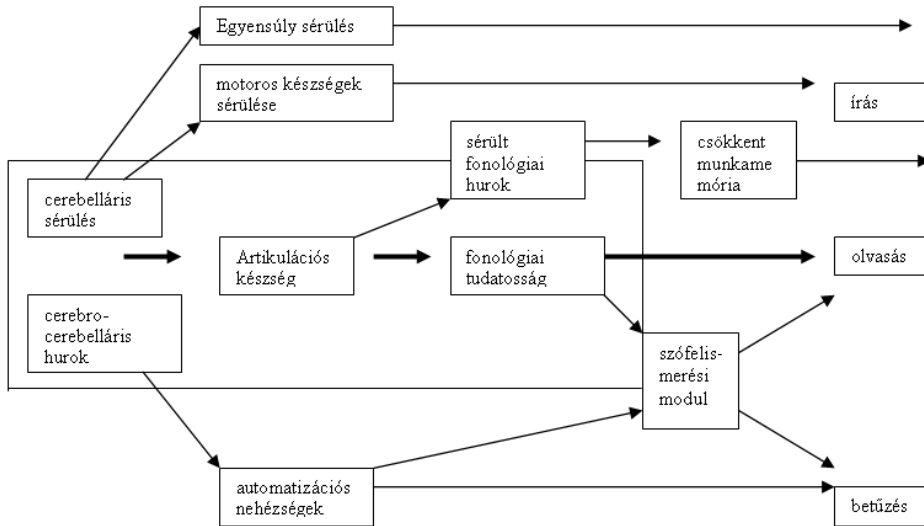 Egyensúly sérülés
motoros készségek
sérülése
írás
sérült
fonológiai
hurok
csökkent
munkame
mória
cerebelláris
sérülés
Artikulációs
készség
fonológiai
tudatosság
olvasás
cerebro-
cerebelláris
hurok
szófelis-
merési
modul
automatizációs
nehézségek
betűzés